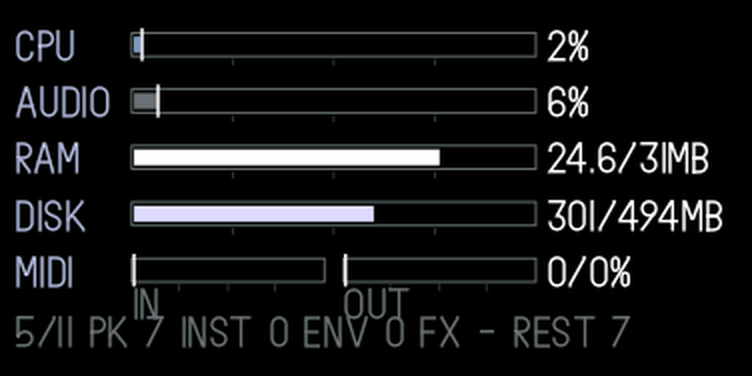 CPU 2%
AUDIO 6%
RAM 24.6/31MB
DISK 301/494MB
MIDI 0/0%
IN OUT
5/11 PK 7 INST 0 ENV 0 FX - REST 7